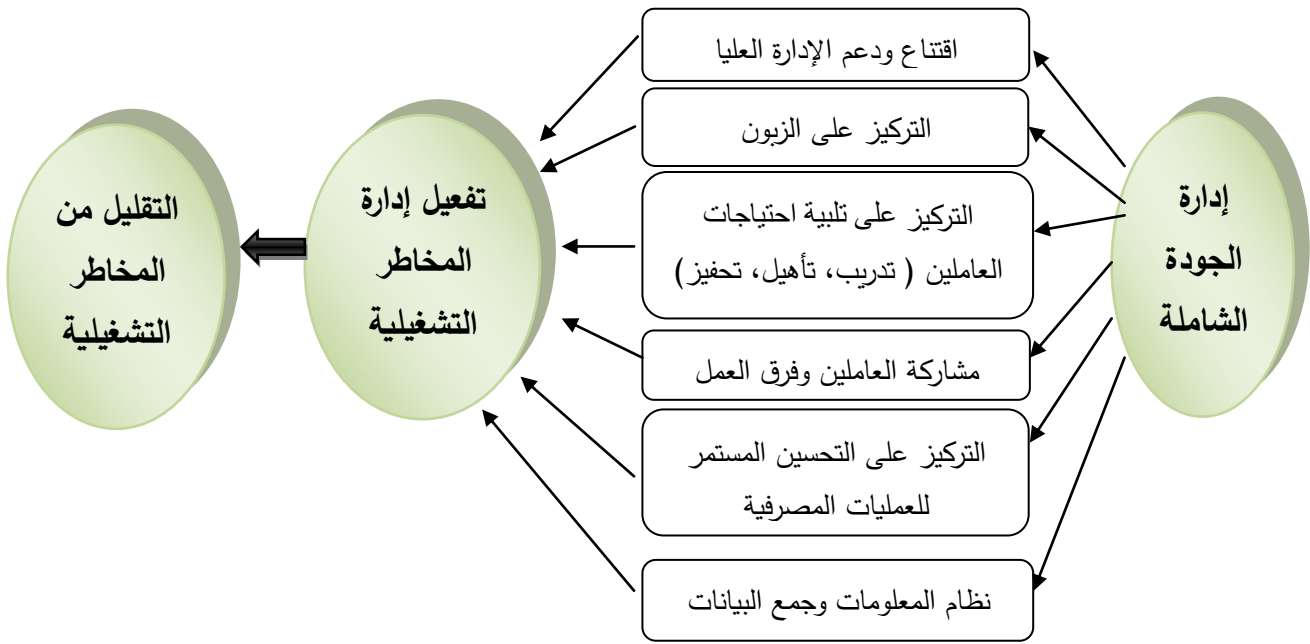 إدارة
الجودة
الشاملة
اقتناع ودعم الإدارة العليا
التركيز على الزبون
التركيز على تلبية احتياجات
العاملين ( تدريب، تأهيل، تحفيز)
مشاركة العاملين وفرق العمل
التركيز على التحسين المستمر
للعمليات المصرفية
نظام المعلومات وجمع البيانات
تفعيل إدارة
المخاطر
التشغيلية
التقليل من
المخاطر
التشغيلية